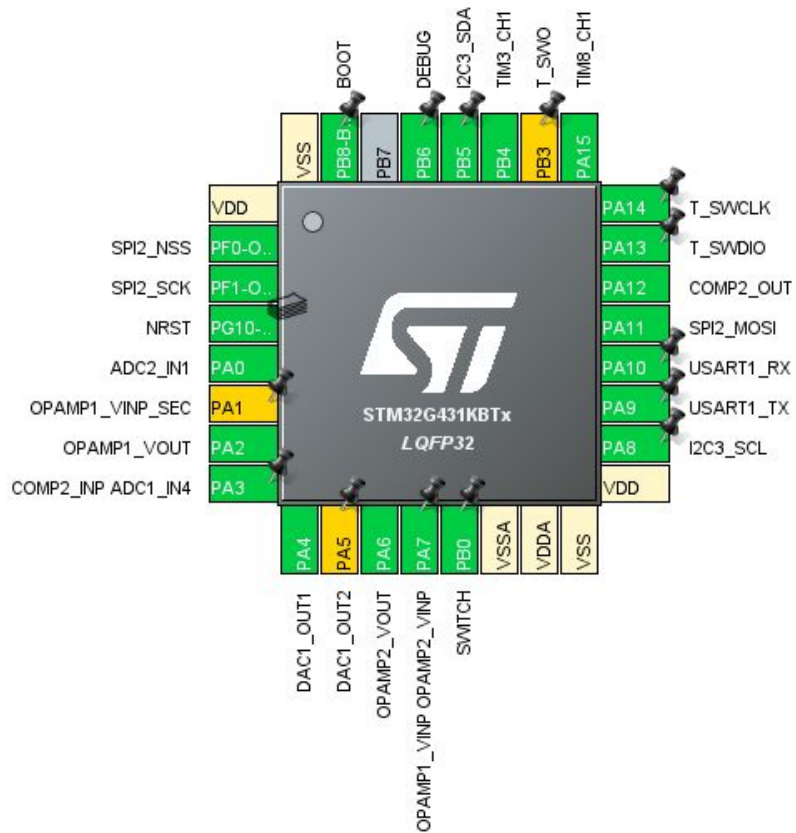 BOOT
DEBUG
I2C3_SDA
TIM3_CH1
T_SWO
TIM8_CH1
VSS
PB8-B..
PB7
PB6
PB5
PB4
PB3
PA15
VDD
SPI2_NSS PF0-O..
SPI2_SCK PF1-O..
NRST PG10-..
ADC2_IN1 PA0
OPAMP1_VINP_SEC PA1
OPAMP1_VOUT PA2
COMP2_INP ADC1_IN4 PA3
ST
STM32G431KBTx
LQFP32
PA14 T_SWCLK
PA13 T_SWDIO
PA12 COMP2_OUT
PA11 SPI2_MOSI
PA10 USART1_RX
PA9 USART1_TX
PA8 I2C3_SCL
VDD
PA4
PA5
PA6
PA7
PB0
VSSA
VDDA
VSS
DAC1_OUT1
DAC1_OUT2
OPAMP2_VOUT
OPAMP1_VINP OPAMP2_VINP
SWITCH